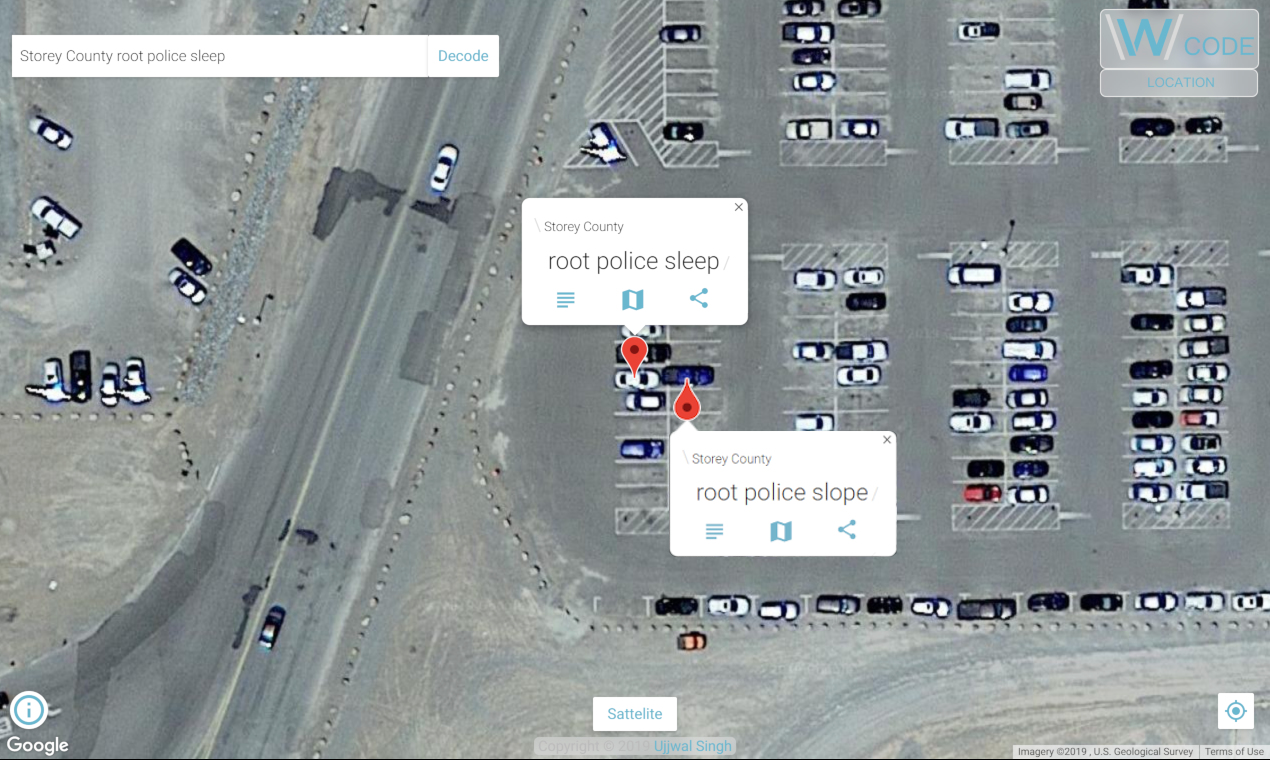 Storey County root police sleep
Decode
W CODE
LOCATION
\ Storey County
root police sleep /
\ Storey County
root police slope /
Sattelite
Google
Copyright © 2019 Ujjwal Singh
Imagery ©2019 , U.S. Geological Survey
Terms of Use